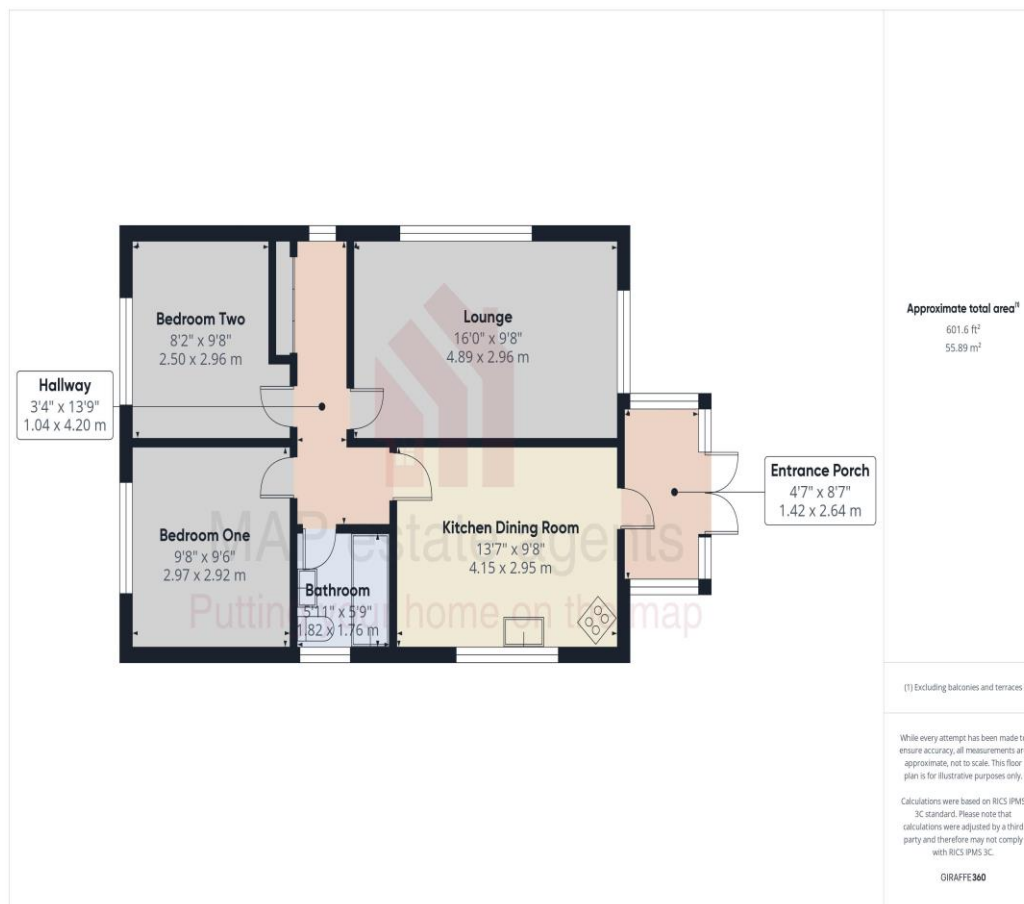 Bedroom Two
8'2" x 9'8"
2.50 x 2.96 m
Lounge
16'0" x 9'8"
4.89 x 2.96 m
Hallway
3'4" x 13'9"
1.04 x 4.20 m
Entrance Porch
4'7" x 8'7"
1.42 x 2.64 m
Bedroom One
9'8" x 9'6"
2.97 x 2.92 m
Kitchen Dining Room
13'7" x 9'8"
4.15 x 2.95 m
Bathroom
5'11" x 5'9"
1.82 x 1.76 m
MAP estate agents
Putting your home on the map
Approximate total area(1)
601.6 ft²
55.89 m²
(1) Excluding balconies and terraces
While every attempt has been made to
ensure accuracy, all measurements are
approximate, not to scale. This floor
plan is for illustrative purposes only.
Calculations were based on RICS IPMS
3C standard. Please note that
calculations were adjusted by a third
party and therefore may not comply
with RICS IPMS 3C.
GIRAFFE360